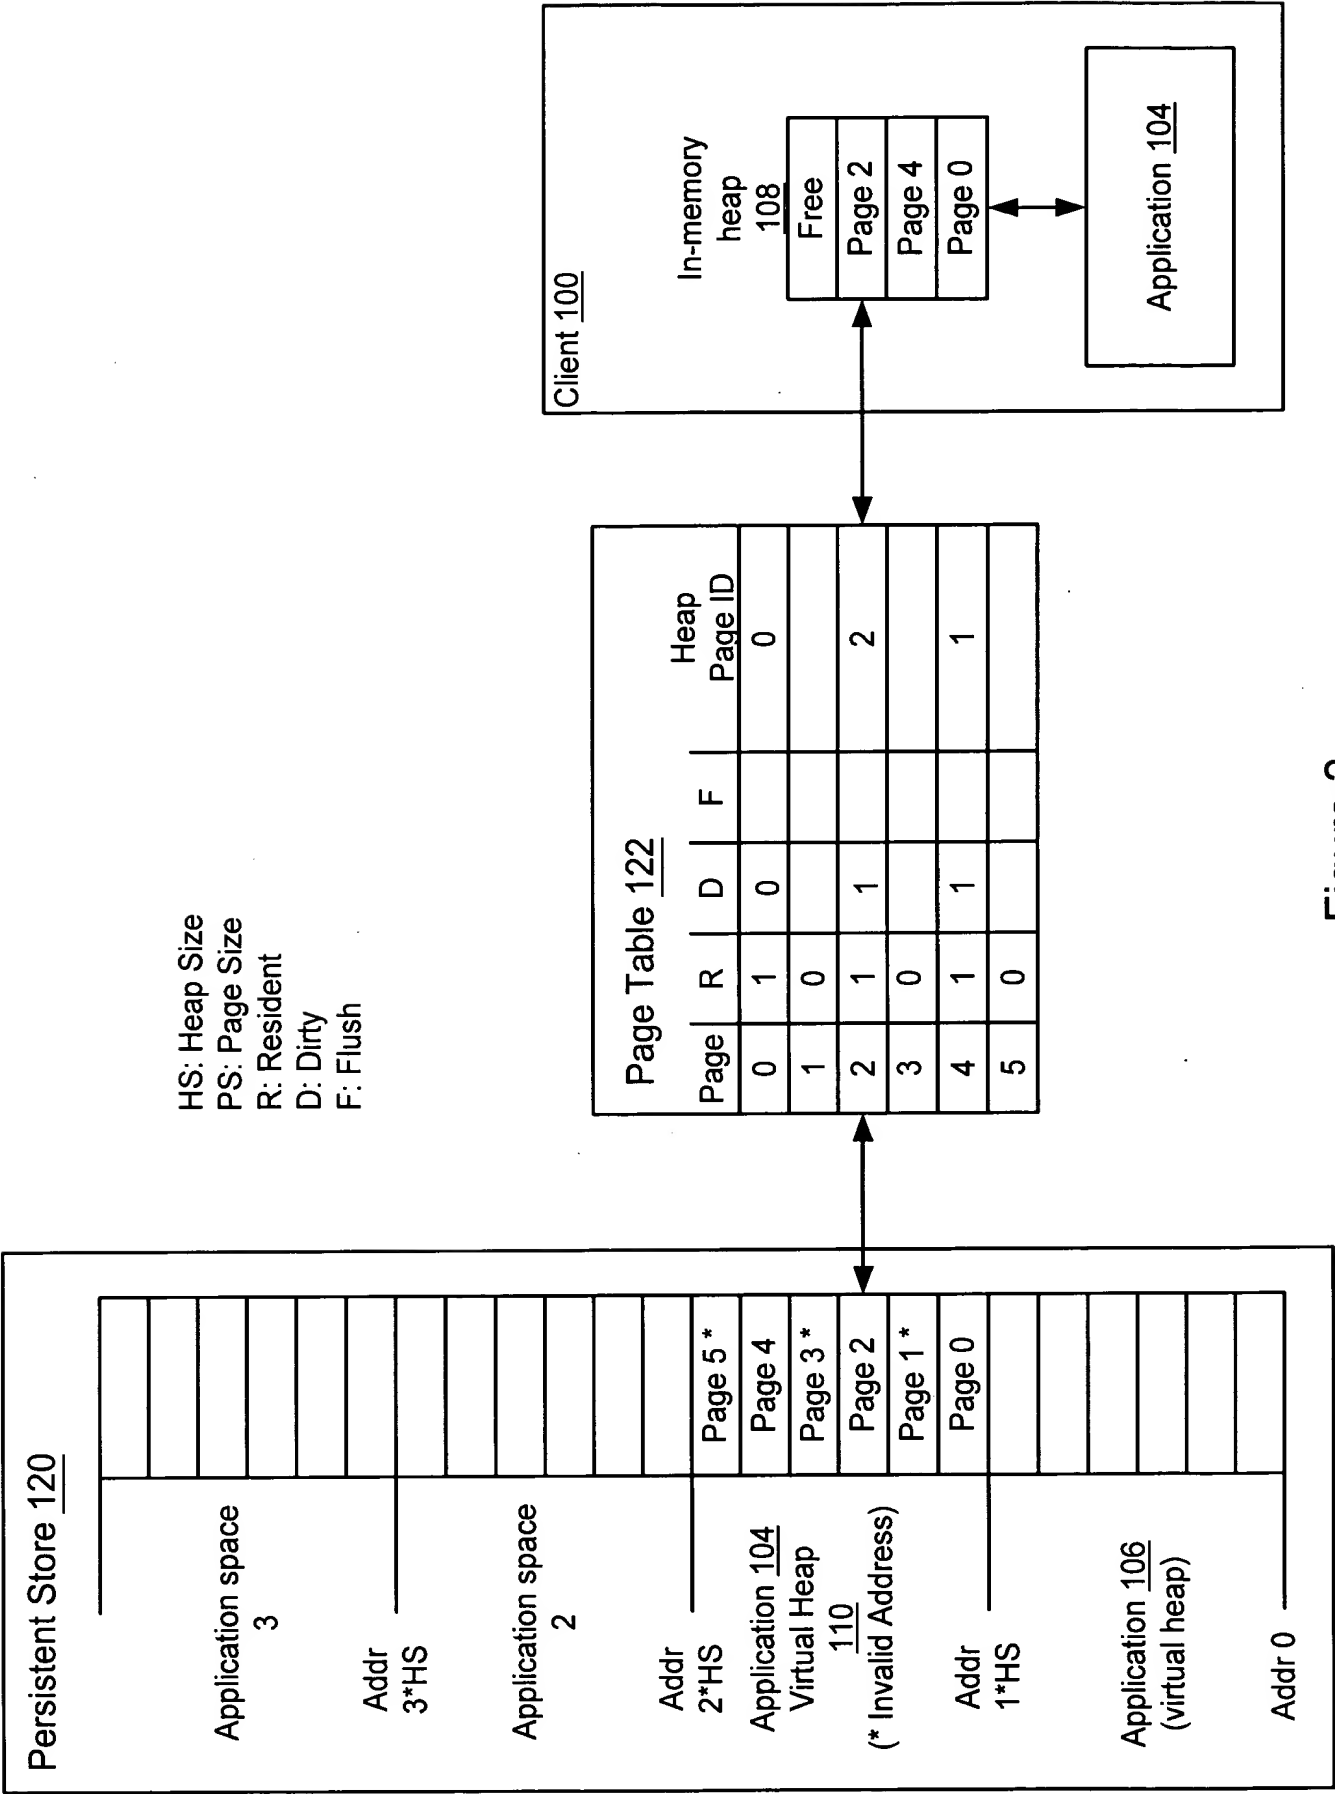 Persistent Store 120
Application space
3
Addr
3*HS
Application space
2
Addr
2*HS
Application 104
Virtual Heap
110
(* Invalid Address)
Addr
1*HS
Application 106
(virtual heap)
Addr 0
Page 5 *
Page 4
Page 3 *
Page 2
Page 1 *
Page 0
HS: Heap Size
PS: Page Size
R: Resident
D: Dirty
F: Flush
Page Table 122
Page R D F Heap Page ID
0 1 0 0
1 0
2 1 1 2
3 0
4 1 1 1
5 0
Client 100
In-memory
heap
108
Free
Page 2
Page 4
Page 0
Application 104